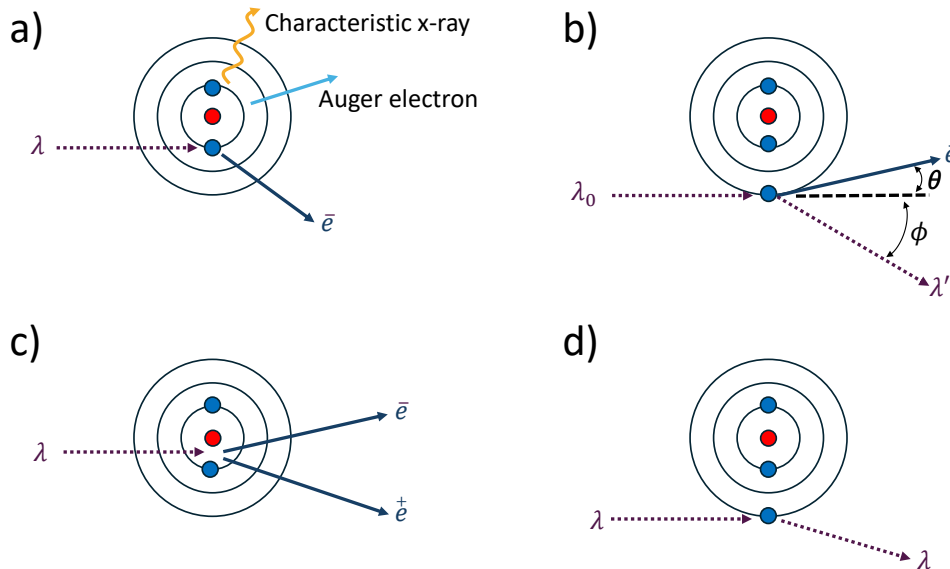 a)
Characteristic x-ray
Auger electron
λ
e̅
b)
λ₀
θ
ϕ
λ′
c)
λ
e̅
e⁺
d)
λ
λ